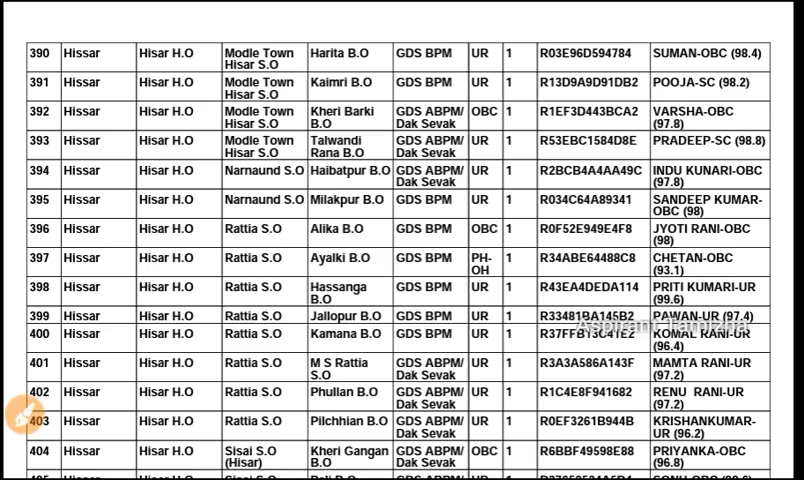 390 Hissar Hisar H.O Modle Town Hisar S.O Harita B.O GDS BPM UR 1 R03E96D594784 SUMAN-OBC (98.4)
391 Hissar Hisar H.O Modle Town Hisar S.O Kaimri B.O GDS BPM UR 1 R13D9A9D91DB2 POOJA-SC (98.2)
392 Hissar Hisar H.O Modle Town Hisar S.O Kheri Barki B.O GDS ABPM/ Dak Sevak OBC 1 R1EF3D443BCA2 VARSHA-OBC (97.8)
393 Hissar Hisar H.O Modle Town Hisar S.O Talwandi Rana B.O GDS ABPM/ Dak Sevak UR 1 R53EBC1584D8E PRADEEP-SC (98.8)
394 Hissar Hisar H.O Narnaund S.O Haibatpur B.O GDS ABPM/ Dak Sevak UR 1 R2BCB4A4AA49C INDU KUNARI-OBC (97.8)
395 Hissar Hisar H.O Narnaund S.O Milakpur B.O GDS BPM UR 1 R034C64A89341 SANDEEP KUMAR-OBC (98)
396 Hissar Hisar H.O Rattia S.O Alika B.O GDS BPM OBC 1 R0F52E949E4F8 JYOTI RANI-OBC (98)
397 Hissar Hisar H.O Rattia S.O Ayalki B.O GDS BPM PH-OH 1 R34ABE64488C8 CHETAN-OBC (93.1)
398 Hissar Hisar H.O Rattia S.O Hassanga B.O GDS BPM UR 1 R43EA4DEDA114 PRITI KUMARI-UR (99.6)
399 Hissar Hisar H.O Rattia S.O Jallopur B.O GDS BPM UR 1 R33481BA145B2 PAWAN-UR (97.4)
Aspirant Tamizha
400 Hissar Hisar H.O Rattia S.O Kamana B.O GDS BPM UR 1 R37FFB13C41E2 KOMAL RANI-UR (96.4)
401 Hissar Hisar H.O Rattia S.O M S Rattia S.O GDS ABPM/ Dak Sevak UR 1 R3A3A586A143F MAMTA RANI-UR (97.2)
402 Hissar Hisar H.O Rattia S.O Phullan B.O GDS ABPM/ Dak Sevak UR 1 R1C4E8F941682 RENU RANI-UR (97.2)
403 Hissar Hisar H.O Rattia S.O Pilchhian B.O GDS ABPM/ Dak Sevak UR 1 R0EF3261B944B KRISHANKUMAR-UR (96.2)
404 Hissar Hisar H.O Sisai S.O (Hisar) Kheri Gangan B.O GDS ABPM/ Dak Sevak OBC 1 R6BBF49598E88 PRIYANKA-OBC (96.8)